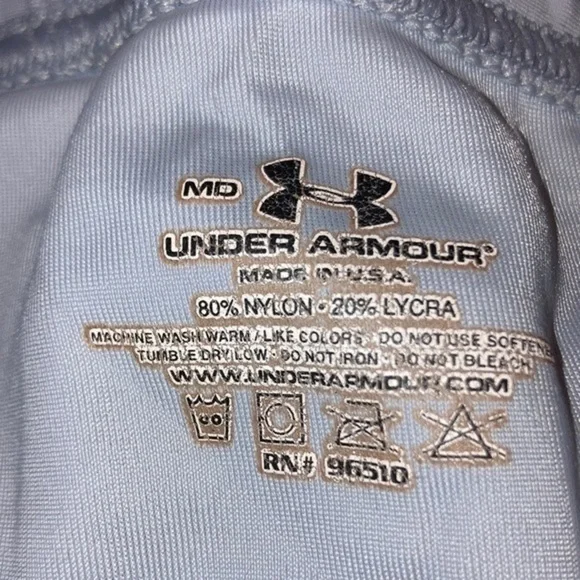 MD
UNDER ARMOUR®
MADE IN U.S.A.
80% NYLON • 20% LYCRA
MACHINE WASH WARM / LIKE COLORS • DO NOT USE SOFTENE
TUMBLE DRY LOW • DO NOT IRON • DO NOT BLEACH
WWW.UNDERARMOUR.COM
RN# 96510